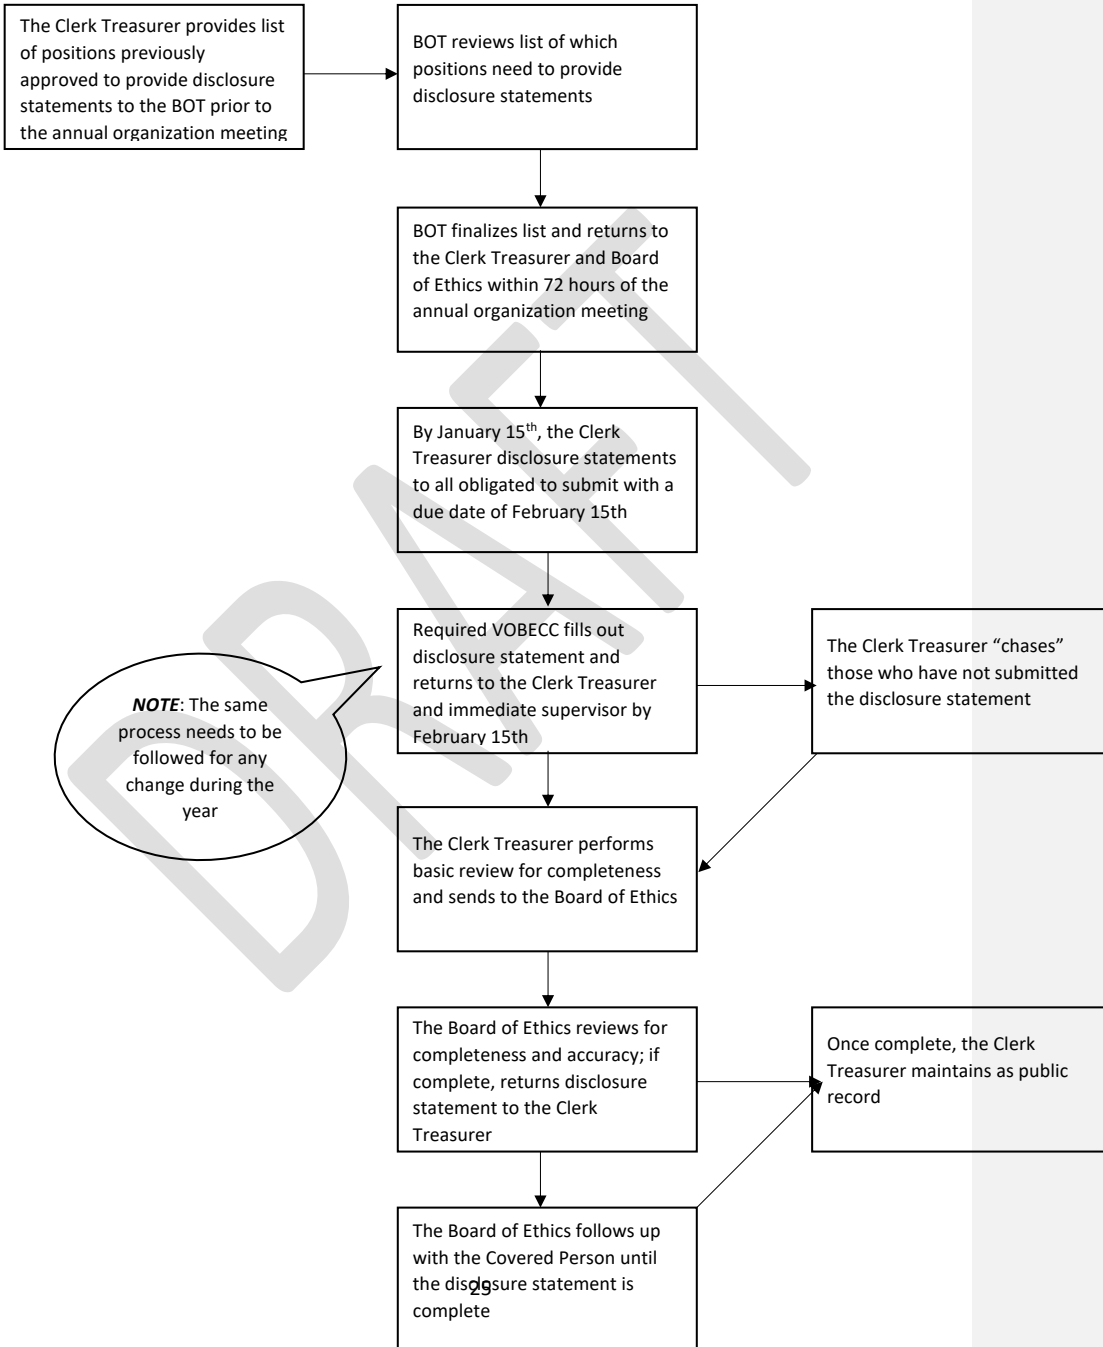 The Clerk Treasurer provides list
of positions previously
approved to provide disclosure
statements to the BOT prior to
the annual organization meeting
BOT reviews list of which
positions need to provide
disclosure statements
BOT finalizes list and returns to
the Clerk Treasurer and Board
of Ethics within 72 hours of the
annual organization meeting
By January 15th, the Clerk
Treasurer disclosure statements
to all obligated to submit with a
due date of February 15th
Required VOBECC fills out
disclosure statement and
returns to the Clerk Treasurer
and immediate supervisor by
February 15th
The Clerk Treasurer “chases”
those who have not submitted
the disclosure statement
NOTE: The same
process needs to be
followed for any
change during the
year
The Clerk Treasurer performs
basic review for completeness
and sends to the Board of Ethics
The Board of Ethics reviews for
completeness and accuracy; if
complete, returns disclosure
statement to the Clerk
Treasurer
Once complete, the Clerk
Treasurer maintains as public
record
The Board of Ethics follows up
with the Covered Person until
the disclosure statement is
complete
25
DRAFT